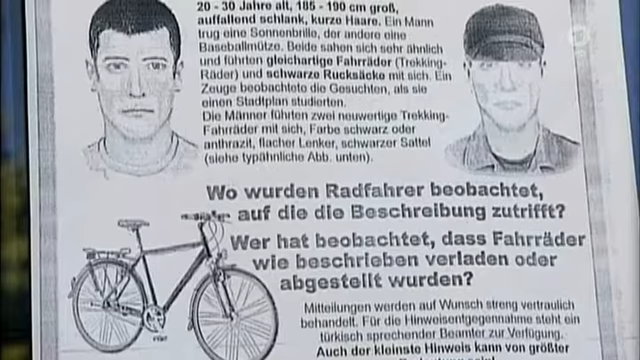 20 - 30 Jahre alt, 185 - 190 cm groß,
auffallend schlank, kurze Haare. Ein Mann
trug eine Sonnenbrille, der andere eine
Baseballmütze. Beide sahen sich sehr ähnlich
und führten gleichartige Fahrräder (Trekking-
Räder) und schwarze Rucksäcke mit sich. Ein
Zeuge beobachtete die Gesuchten, als sie
einen Stadtplan studierten.
Die Männer führten zwei neuwertige Trekking-
Fahrräder mit sich, Farbe schwarz oder
anthrazit, flacher Lenker, schwarzer Sattel
(siehe typähnliche Abb. unten).
Wo wurden Radfahrer beobachtet,
auf die die Beschreibung zutrifft?
Wer hat beobachtet, dass Fahrräder
wie beschrieben verladen oder
abgestellt wurden?
Mitteilungen werden auf Wunsch streng vertraulich
behandelt. Für die Hinweisentgegennahme steht ein
türkisch sprechender Beamter zur Verfügung.
Auch der kleinste Hinweis kann von größter